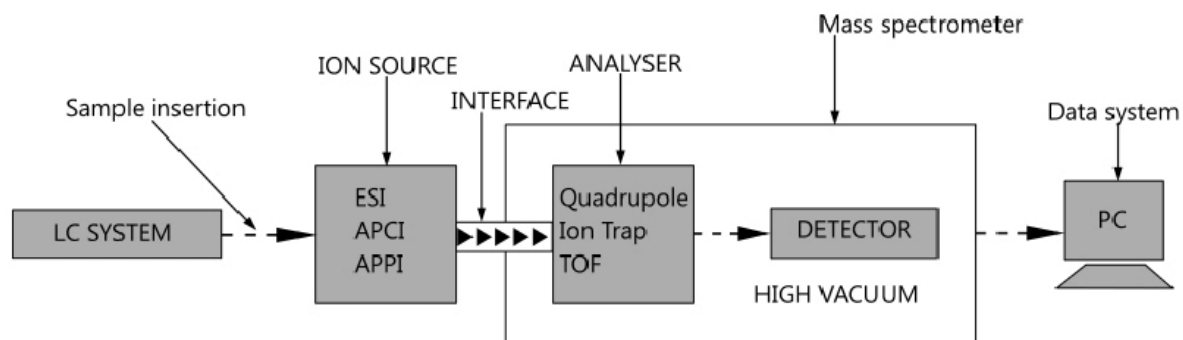 Mass spectrometer
ION SOURCE
ANALYSER
INTERFACE
Sample insertion
Data system
LC SYSTEM
ESI
APCI
APPI
Quadrupole
Ion Trap
TOF
DETECTOR
HIGH VACUUM
PC